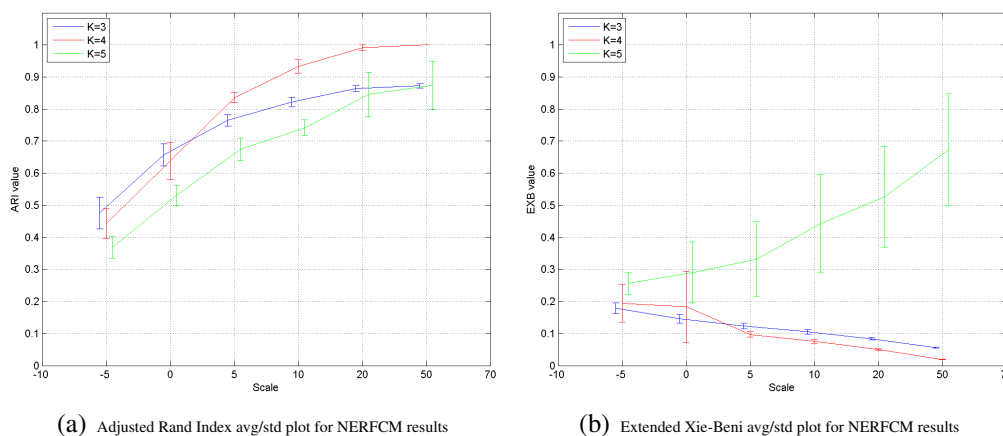 K=3
K=4
K=5
1
0.9
0.8
0.7
0.6
0.5
0.4
0.3
0.2
0.1
0
ARI value
-10 -5 0 5 10 20 50 70
Scale
K=3
K=4
K=5
1
0.9
0.8
0.7
0.6
0.5
0.4
0.3
0.2
0.1
0
EXB value
-10 -5 0 5 10 20 50 7
Scale
(a) Adjusted Rand Index avg/std plot for NERFCM results
(b) Extended Xie-Beni avg/std plot for NERFCM results